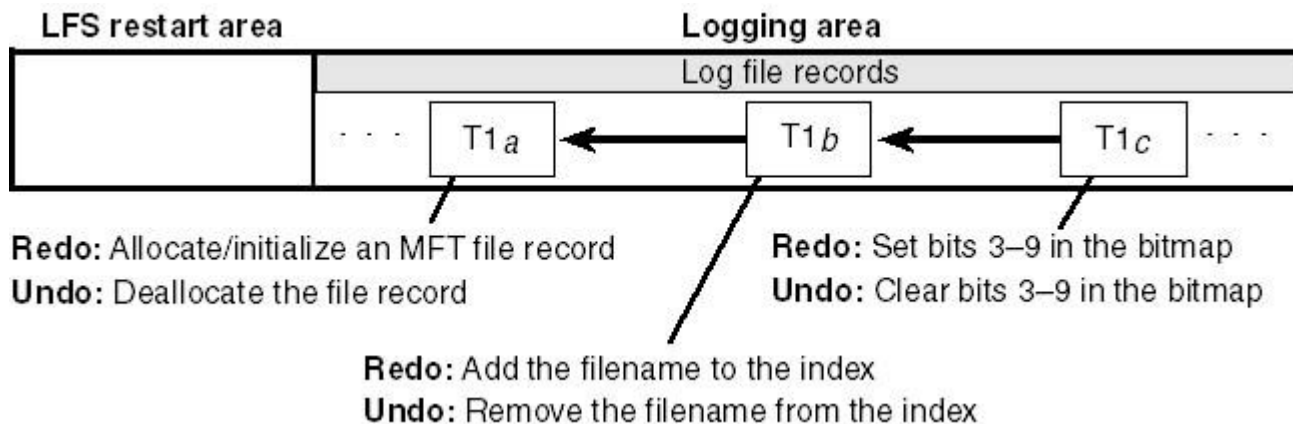 LFS restart area
Logging area
Log file records
. . . T1a T1b T1c . . .
Redo: Allocate/initialize an MFT file record
Undo: Deallocate the file record
Redo: Set bits 3–9 in the bitmap
Undo: Clear bits 3–9 in the bitmap
Redo: Add the filename to the index
Undo: Remove the filename from the index